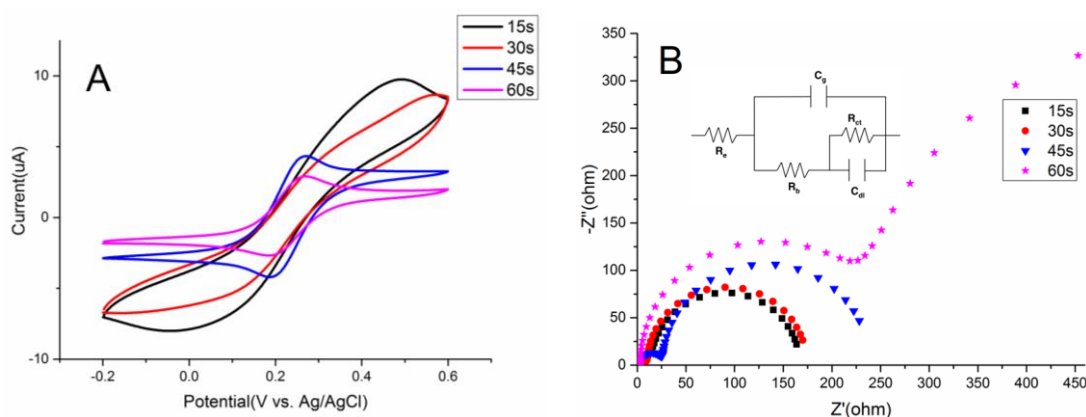 A
15s
30s
45s
60s
10
0
-10
Current(uA)
-0.2 0.0 0.2 0.4 0.6
Potential(V vs. Ag/AgCl)
B
350
300
250
200
150
100
50
0
-Z''(ohm)
Cg
Rct
Re
Rb
Cdl
15s
30s
45s
60s
0 50 100 150 200 250 300 350 400 450
Z'(ohm)